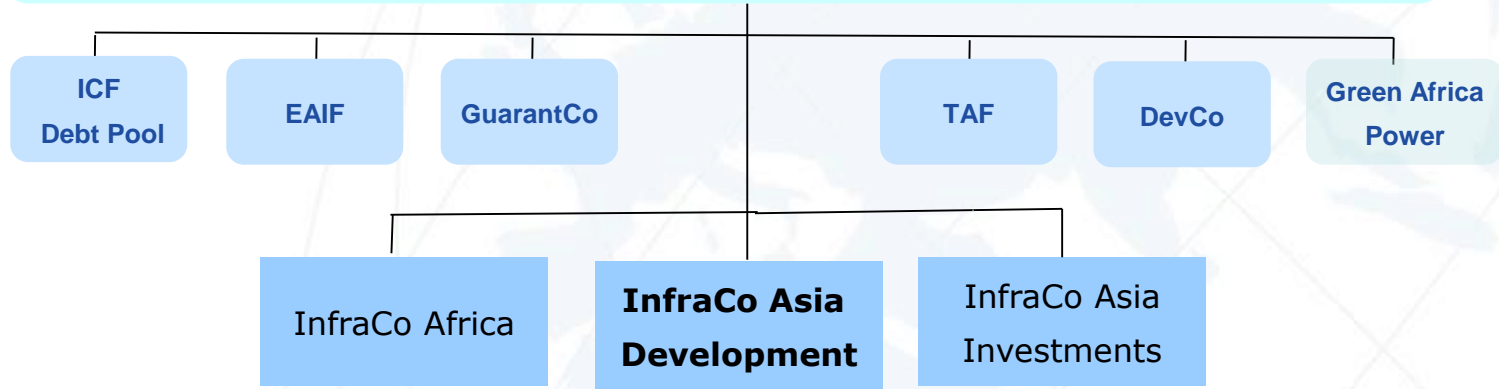 ICF
Debt Pool
EAIF
GuarantCo
TAF
DevCo
Green Africa
Power
InfraCo Africa
InfraCo Asia
Development
InfraCo Asia
Investments